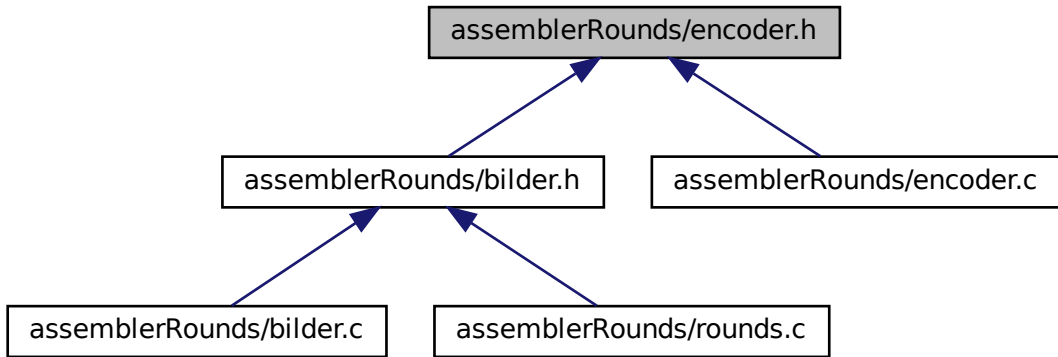 assemblerRounds/encoder.h
assemblerRounds/bilder.h
assemblerRounds/encoder.c
assemblerRounds/bilder.c
assemblerRounds/rounds.c